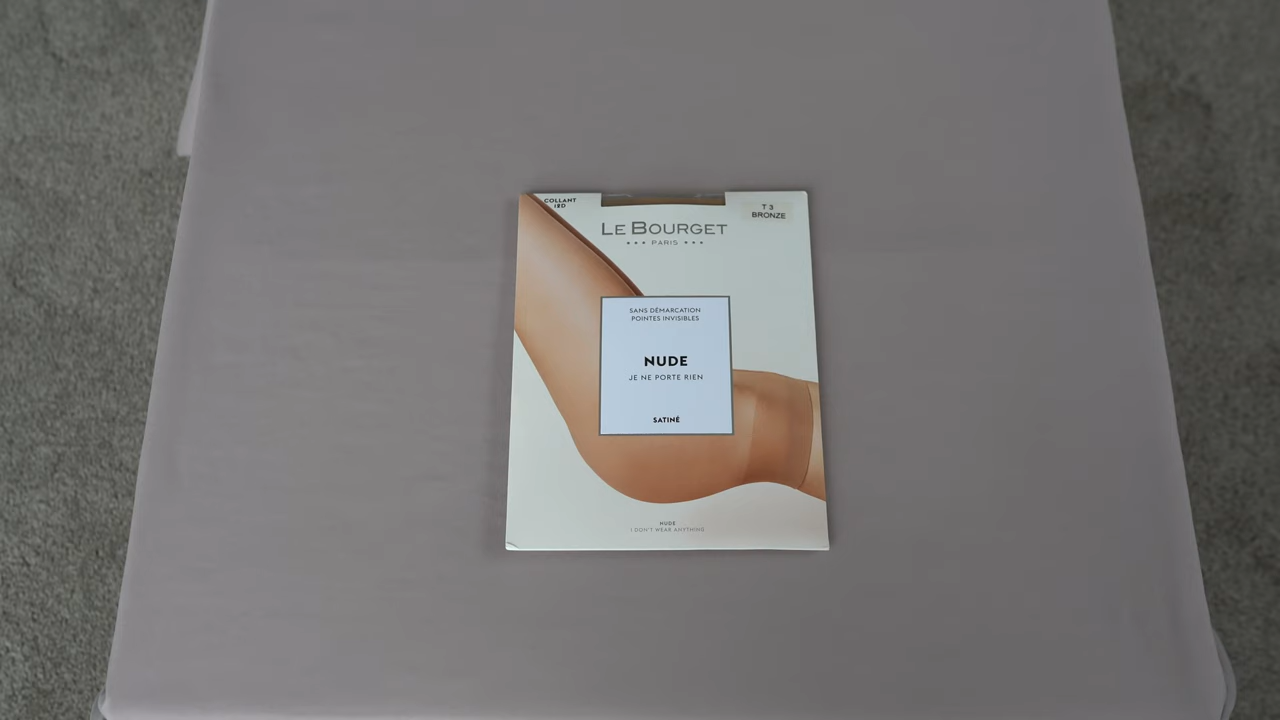 COLLANT
12D
T 3
BRONZE
LE BOURGET
PARIS
SANS DÉMARCATION
POINTES INVISIBLES
NUDE
JE NE PORTE RIEN
SATINÉ
NUDE
I DON'T WEAR ANYTHING